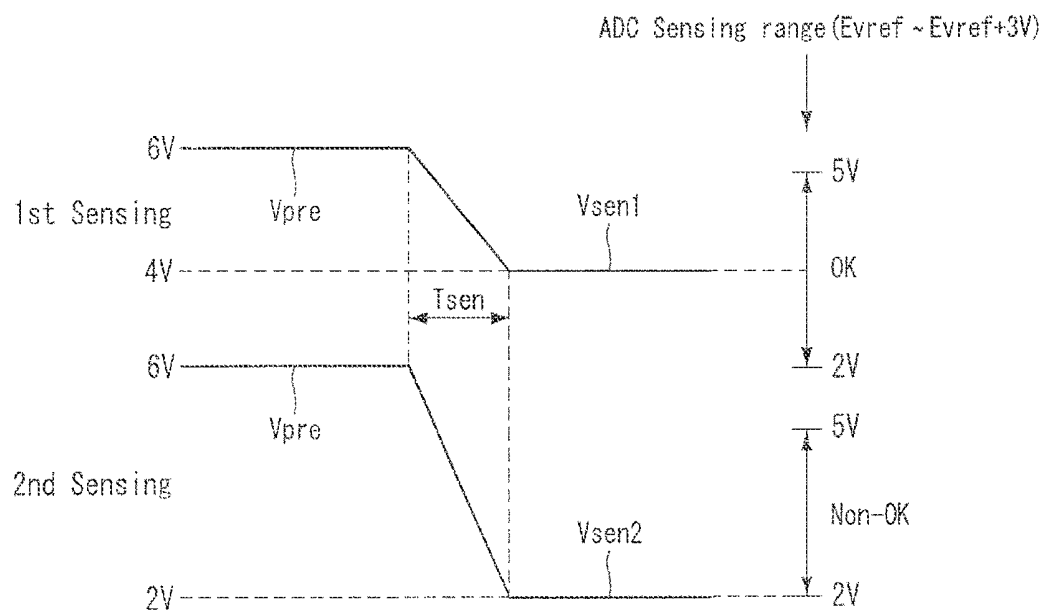 ADC Sensing range(Evref ~ Evref+3V)
6V
5V
1st Sensing
Vpre
Vsen1
4V
OK
Tsen
6V
2V
Vpre
5V
2nd Sensing
Non-OK
Vsen2
2V
2V